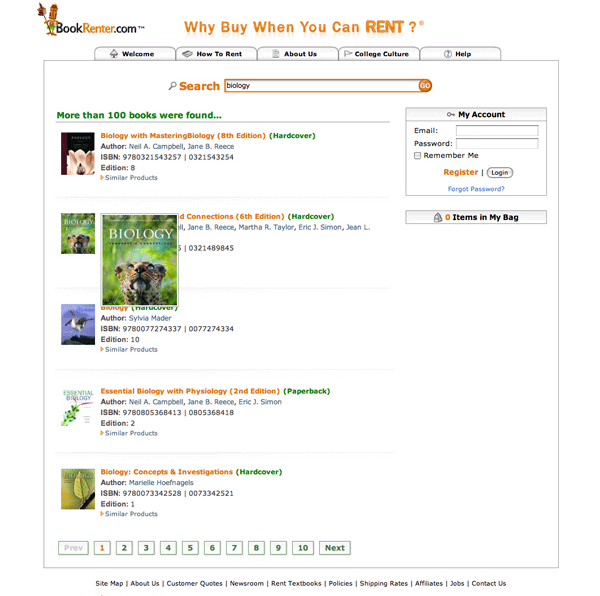 BookRenter.com™
Why Buy When You Can RENT ?®
Welcome
How To Rent
About Us
College Culture
Help
Search
biology
GO
More than 100 books were found...
Biology with MasteringBiology (8th Edition) (Hardcover)
Author: Neil A. Campbell, Jane B. Reece
ISBN: 9780321543257 | 0321543254
Edition: 8
Similar Products
d Connections (6th Edition) (Hardcover)
ll, Jane B. Reece, Martha R. Taylor, Eric J. Simon, Jean L.
5 | 0321489845
BIOLOGY
BIOLOGY
Biology (Hardcover)
Author: Sylvia Mader
ISBN: 9780077274337 | 0077274334
Edition: 10
Similar Products
ESSENTIAL
BIOLOGY
Essential Biology with Physiology (2nd Edition) (Paperback)
Author: Neil A. Campbell, Jane B. Reece, Eric J. Simon
ISBN: 9780805368413 | 0805368418
Edition: 2
Similar Products
BIOLOGY
Biology: Concepts & Investigations (Hardcover)
Author: Marielle Hoefnagels
ISBN: 9780073342528 | 0073342521
Edition: 1
Similar Products
Prev 1 2 3 4 5 6 7 8 9 10 Next
My Account
Email:
Password:
Remember Me
Register | Login
Forgot Password?
0 Items in My Bag
Site Map | About Us | Customer Quotes | Newsroom | Rent Textbooks | Policies | Shipping Rates | Affiliates | Jobs | Contact Us